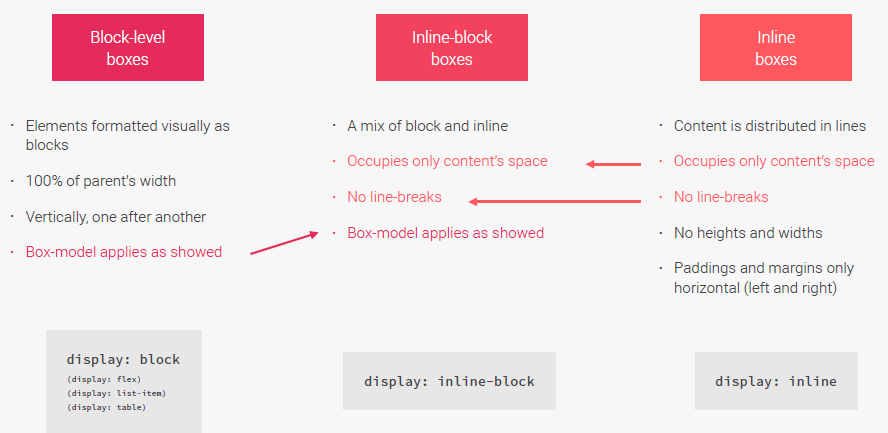 Block-level
boxes
· Elements formatted visually as
blocks
· 100% of parent's width
· Vertically, one after another
· Box-model applies as showed
display: block
(display: flex)
(display: list-item)
(display: table)
Inline-block
boxes
· A mix of block and inline
· Occupies only content's space
· No line-breaks
· Box-model applies as showed
display: inline-block
Inline
boxes
· Content is distributed in lines
· Occupies only content's space
· No line-breaks
· No heights and widths
· Paddings and margins only
horizontal (left and right)
display: inline